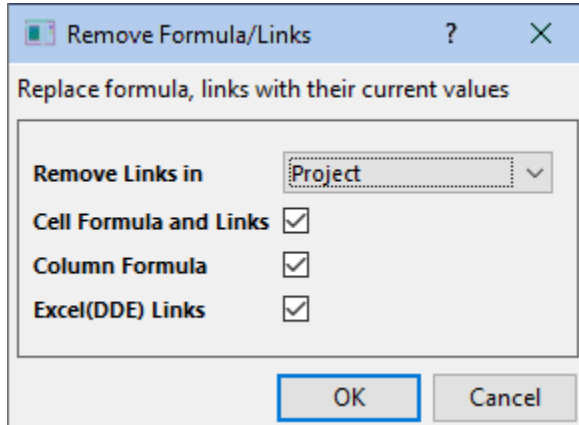 Remove Formula/Links ?
Replace formula, links with their current values
Remove Links in Project
Cell Formula and Links
Column Formula
Excel(DDE) Links
OK Cancel